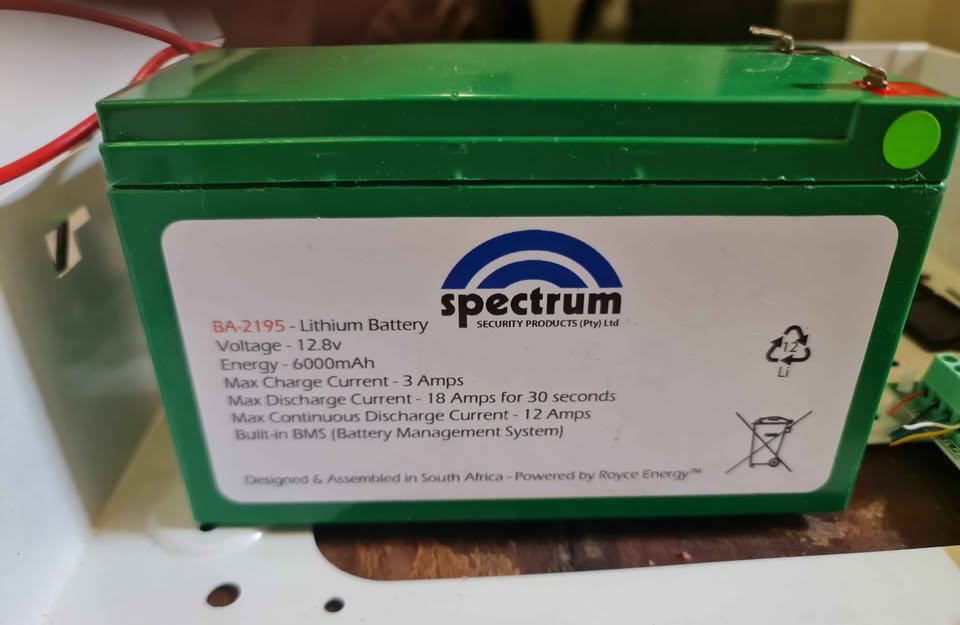 spectrum
SECURITY PRODUCTS (Pty) Ltd
BA-2195 - Lithium Battery
Voltage - 12.8v
Energy - 6000mAh
Max Charge Current - 3 Amps
Max Discharge Current - 18 Amps for 30 seconds
Max Continuous Discharge Current - 12 Amps
Built-in BMS (Battery Management System)
12
Li
Designed & Assembled in South Africa - Powered by Royce Energy™